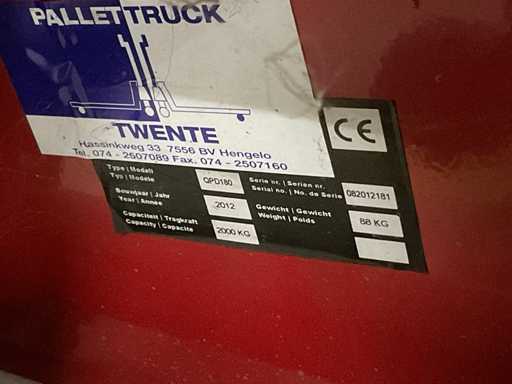 PALLETTRUCK
TWENTE
Hassinkweg 33 7556 BV Hengelo
Tel. 074 - 2507089 Fax. 074 - 2507160
CE
Type | Modell
Typ | Modele
QPD180
Serie nr. | Serien nr.
Serial no. | No. de Serie
082012181
Bouwjaar | Jahr
Year | Année
2012
Gewicht | Gewicht
Weight | Poids
88 KG
Capaciteit | Tragkraft
Capacity | Capacite
2000 KG